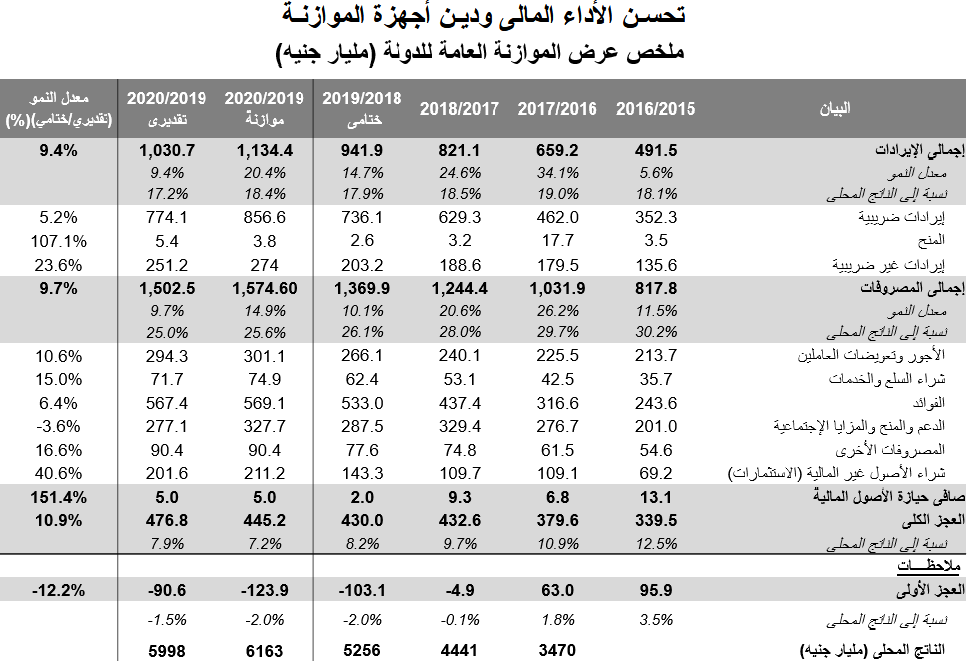 تحسن الأداء المالى ودين أجهزة الموازنة
ملخص عرض الموازنة العامة للدولة (مليار جنيه)
البيان 2016/2015 2017/2016 2018/2017 2019/2018 ختامى 2020/2019 موازنة 2020/2019 تقديرى معدل النمو (تقديري/ختامي)(%)
إجمالي الإيرادات 491.5 659.2 821.1 941.9 1,134.4 1,030.7 9.4%
معدل النمو 5.6% 34.1% 24.6% 14.7% 20.4% 9.4%
نسبة إلى الناتج المحلى 18.1% 19.0% 18.5% 17.9% 18.4% 17.2%
إيرادات ضريبية 352.3 462.0 629.3 736.1 856.6 774.1 5.2%
المنح 3.5 17.7 3.2 2.6 3.8 5.4 107.1%
إيرادات غير ضريبية 135.6 179.5 188.6 203.2 274 251.2 23.6%
إجمالى المصروفات 817.8 1,031.9 1,244.4 1,369.9 1,574.60 1,502.5 9.7%
معدل النمو 11.5% 26.2% 20.6% 10.1% 14.9% 9.7%
نسبة إلى الناتج المحلى 30.2% 29.7% 28.0% 26.1% 25.6% 25.0%
الأجور وتعويضات العاملين 213.7 225.5 240.1 266.1 301.1 294.3 10.6%
شراء السلع والخدمات 35.7 42.5 53.1 62.4 74.9 71.7 15.0%
الفوائد 243.6 316.6 437.4 533.0 569.1 567.4 6.4%
الدعم والمنح والمزايا الإجتماعية 201.0 276.7 329.4 287.5 327.7 277.1 -3.6%
المصروفات الأخرى 54.6 61.5 74.8 77.6 90.4 90.4 16.6%
شراء الأصول غير المالية (الاستثمارات) 69.2 109.1 109.7 143.3 211.2 201.6 40.6%
صافى حيازة الأصول المالية 13.1 6.8 9.3 2.0 5.0 5.0 151.4%
العجز الكلى 339.5 379.6 432.6 430.0 445.2 476.8 10.9%
نسبة إلى الناتج المحلى 12.5% 10.9% 9.7% 8.2% 7.2% 7.9%
ملاحظـــات
العجز الأولى 95.9 63.0 -4.9 -103.1 -123.9 -90.6 -12.2%
نسبة إلى الناتج المحلى 3.5% 1.8% -0.1% -2.0% -2.0% -1.5%
الناتج المحلى (مليار جنيه) 3470 4441 5256 6163 5998